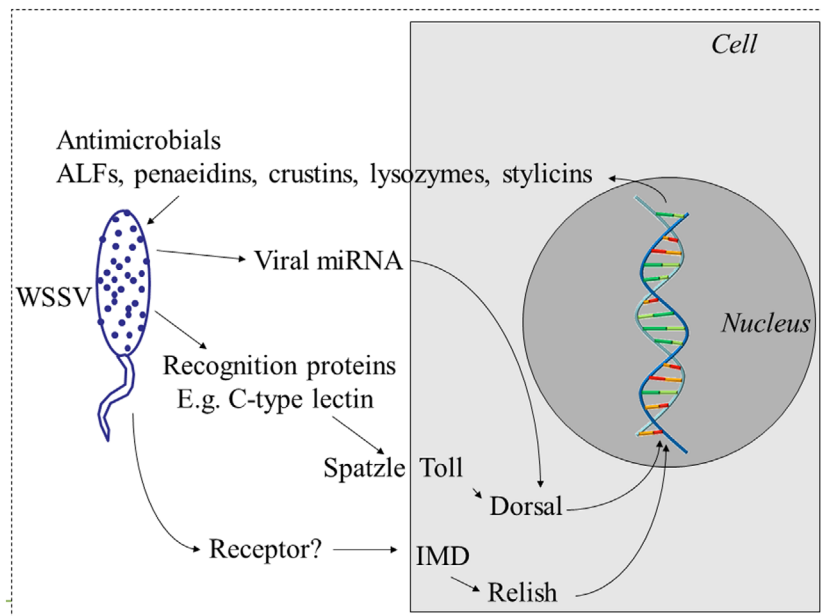 Cell
Antimicrobials
ALFs, penaeidins, crustins, lysozymes, stylicins
Viral miRNA
WSSV
Nucleus
Recognition proteins
E.g. C-type lectin
Spatzle Toll
Dorsal
Receptor?
IMD
Relish